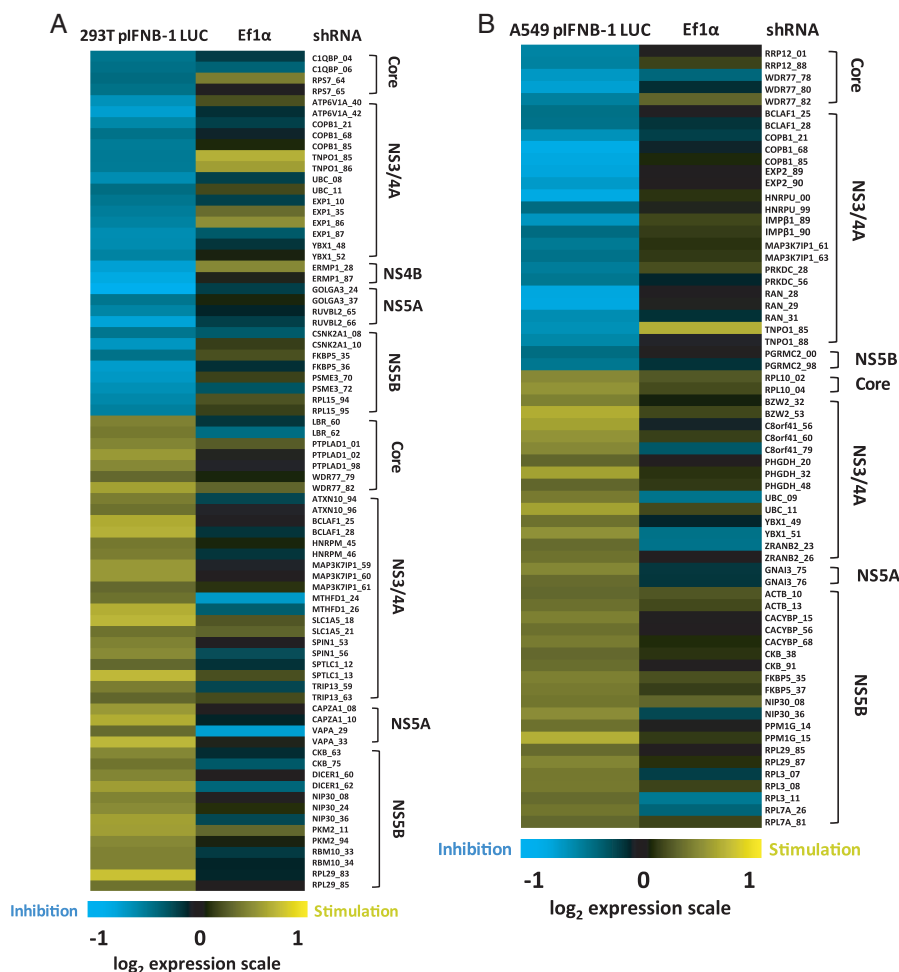 A
293T pIFNB-1 LUC Ef1α shRNA
C1QBP_04
C1QBP_06
RPS7_64
RPS7_65
Core
ATP6V1A_40
ATP6V1A_42
COPB1_21
COPB1_68
COPB1_85
TNPO1_85
TNPO1_86
UBC_08
UBC_11
EXP1_10
EXP1_35
EXP1_86
EXP1_87
YBX1_48
YBX1_52
NS3/4A
ERMP1_28
ERMP1_87
NS4B
GOLGA3_24
GOLGA3_37
RUVBL2_65
RUVBL2_66
NS5A
CSNK2A1_08
CSNK2A1_10
FKBP5_35
FKBP5_36
PSME3_70
PSME3_72
RPL15_94
RPL15_95
NS5B
LBR_60
LBR_62
PTPLAD1_01
PTPLAD1_02
PTPLAD1_98
WDR77_79
WDR77_82
Core
ATXN10_94
ATXN10_96
BCLAF1_25
BCLAF1_28
HNRPM_45
HNRPM_46
MAP3K7IP1_59
MAP3K7IP1_60
MAP3K7IP1_61
MTHFD1_24
MTHFD1_26
SLC1A5_18
SLC1A5_21
SPIN1_53
SPIN1_56
SPTLC1_12
SPTLC1_13
TRIP13_59
TRIP13_63
NS3/4A
CAPZA1_08
CAPZA1_10
VAPA_29
VAPA_33
NS5A
CKB_63
CKB_75
DICER1_60
DICER1_62
NIP30_08
NIP30_24
NIP30_36
PKM2_11
PKM2_94
RBM10_33
RBM10_34
RPL29_83
RPL29_85
NS5B
Inhibition Stimulation
-1 0 1
log2 expression scale
B
A549 pIFNB-1 LUC Ef1α shRNA
RRP12_01
RRP12_88
WDR77_78
WDR77_80
WDR77_82
Core
BCLAF1_25
BCLAF1_28
COPB1_21
COPB1_68
COPB1_85
EXP2_89
EXP2_90
HNRPU_00
HNRPU_99
IMPβ1_89
IMPβ1_90
MAP3K7IP1_61
MAP3K7IP1_63
PRKDC_28
PRKDC_56
RAN_28
RAN_29
RAN_31
TNPO1_85
TNPO1_88
NS3/4A
PGRMC2_00
PGRMC2_98
NS5B
RPL10_02
RPL10_04
Core
BZW2_32
BZW2_53
C8orf41_56
C8orf41_60
C8orf41_79
PHGDH_20
PHGDH_32
PHGDH_48
UBC_09
UBC_11
YBX1_49
YBX1_51
ZRANB2_23
ZRANB2_26
NS3/4A
GNAI3_75
GNAI3_76
NS5A
ACTB_10
ACTB_13
CACYBP_15
CACYBP_56
CACYBP_68
CKB_38
CKB_91
FKBP5_35
FKBP5_37
NIP30_08
NIP30_36
PPM1G_14
PPM1G_15
RPL29_85
RPL29_87
RPL3_07
RPL3_08
RPL3_11
RPL7A_26
RPL7A_81
NS5B
Inhibition Stimulation
-1 0 1
log2 expression scale